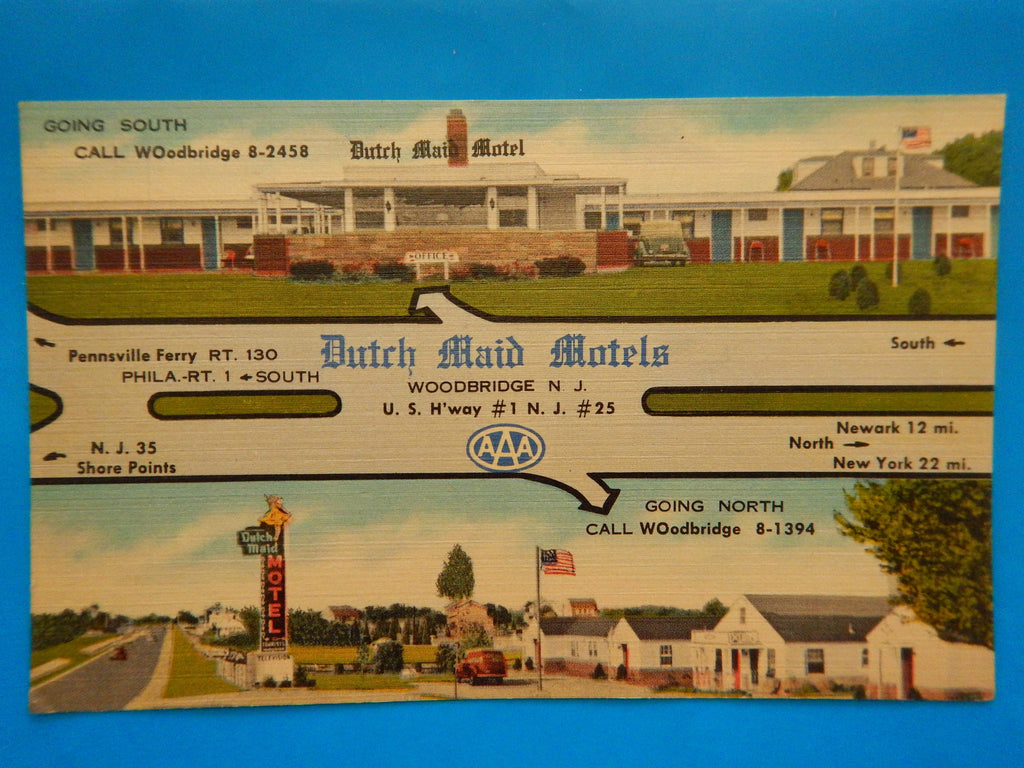 GOING SOUTH
CALL WOodbridge 8-2458
Dutch Maid Motel
OFFICE
Pennsville Ferry RT. 130
PHILA.-RT. 1 ← SOUTH
Dutch Maid Motels
WOODBRIDGE N. J.
U. S. H'way #1 N. J. #25
AAA
South ←
N. J. 35
Shore Points
Newark 12 mi.
North →
New York 22 mi.
GOING NORTH
CALL WOodbridge 8-1394
Dutch
Maid
MOTEL
TELEVISION